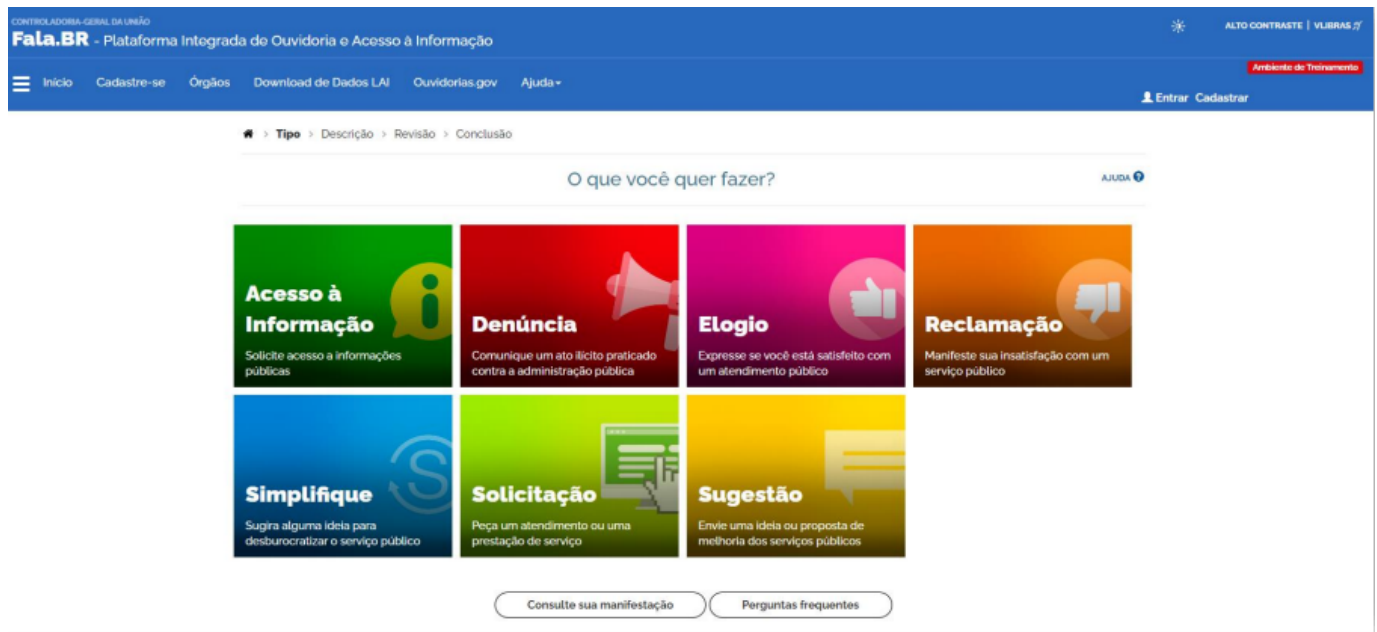 CONTROLADORIA-GERAL DA UNIÃO
Fala.BR - Plataforma Integrada de Ouvidoria e Acesso à Informação
ALTO CONTRASTE | VLIBRAS
Ambiente de Treinamento
Início Cadastre-se Órgãos Download de Dados LAI Ouvidorias.gov Ajuda
Entrar Cadastrar
> Tipo > Descrição > Revisão > Conclusão
O que você quer fazer?
AJUDA
Acesso à
Informação
Solicite acesso a informações
públicas
Denúncia
Comunique um ato ilícito praticado
contra a administração pública
Elogio
Expresse se você está satisfeito com
um atendimento público
Reclamação
Manifeste sua insatisfação com um
serviço público
Simplifique
Sugira alguma ideia para
desburocratizar o serviço público
Solicitação
Peça um atendimento ou uma
prestação de serviço
Sugestão
Envie uma ideia ou proposta de
melhoria dos serviços públicos
Consulte sua manifestação
Perguntas frequentes